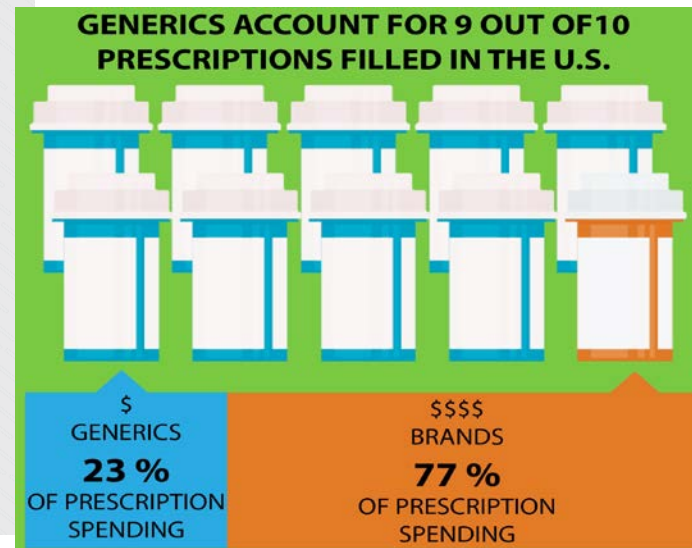 GENERICS ACCOUNT FOR 9 OUT OF10
PRESCRIPTIONS FILLED IN THE U.S.
$
GENERICS
23 %
OF PRESCRIPTION
SPENDING
$$$$
BRANDS
77 %
OF PRESCRIPTION
SPENDING